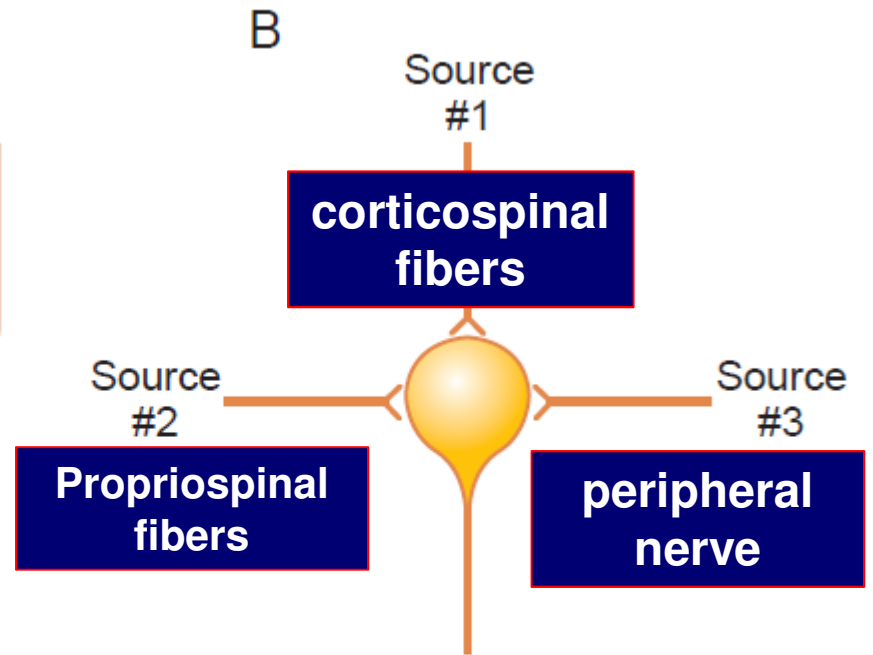 B
Source
#1
corticospinal
fibers
Source
#2
Propriospinal
fibers
Source
#3
peripheral
nerve